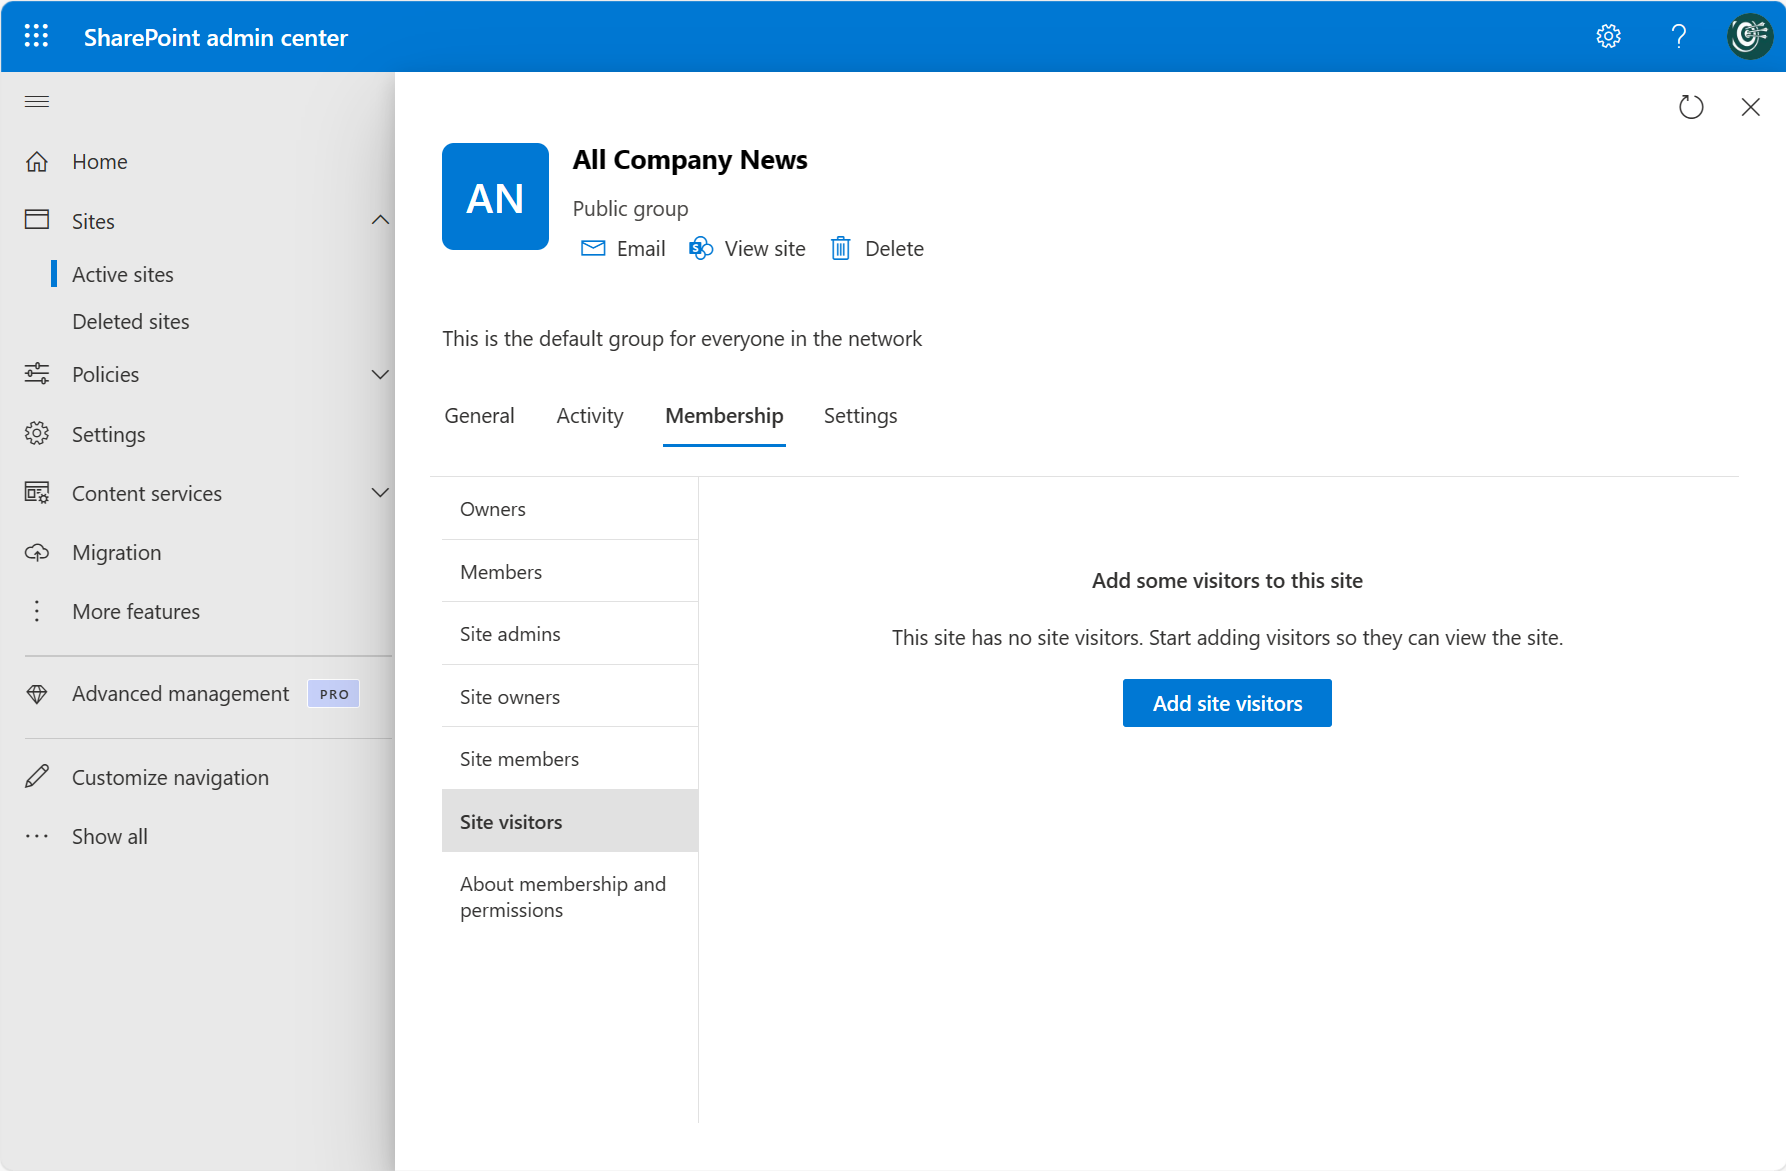 SharePoint admin center
Home
Sites
Active sites
Deleted sites
Policies
Settings
Content services
Migration
More features
Advanced management PRO
Customize navigation
Show all
AN
All Company News
Public group
Email View site Delete
This is the default group for everyone in the network
General Activity Membership Settings
Owners
Members
Site admins
Site owners
Site members
Site visitors
About membership and
permissions
Add some visitors to this site
This site has no site visitors. Start adding visitors so they can view the site.
Add site visitors